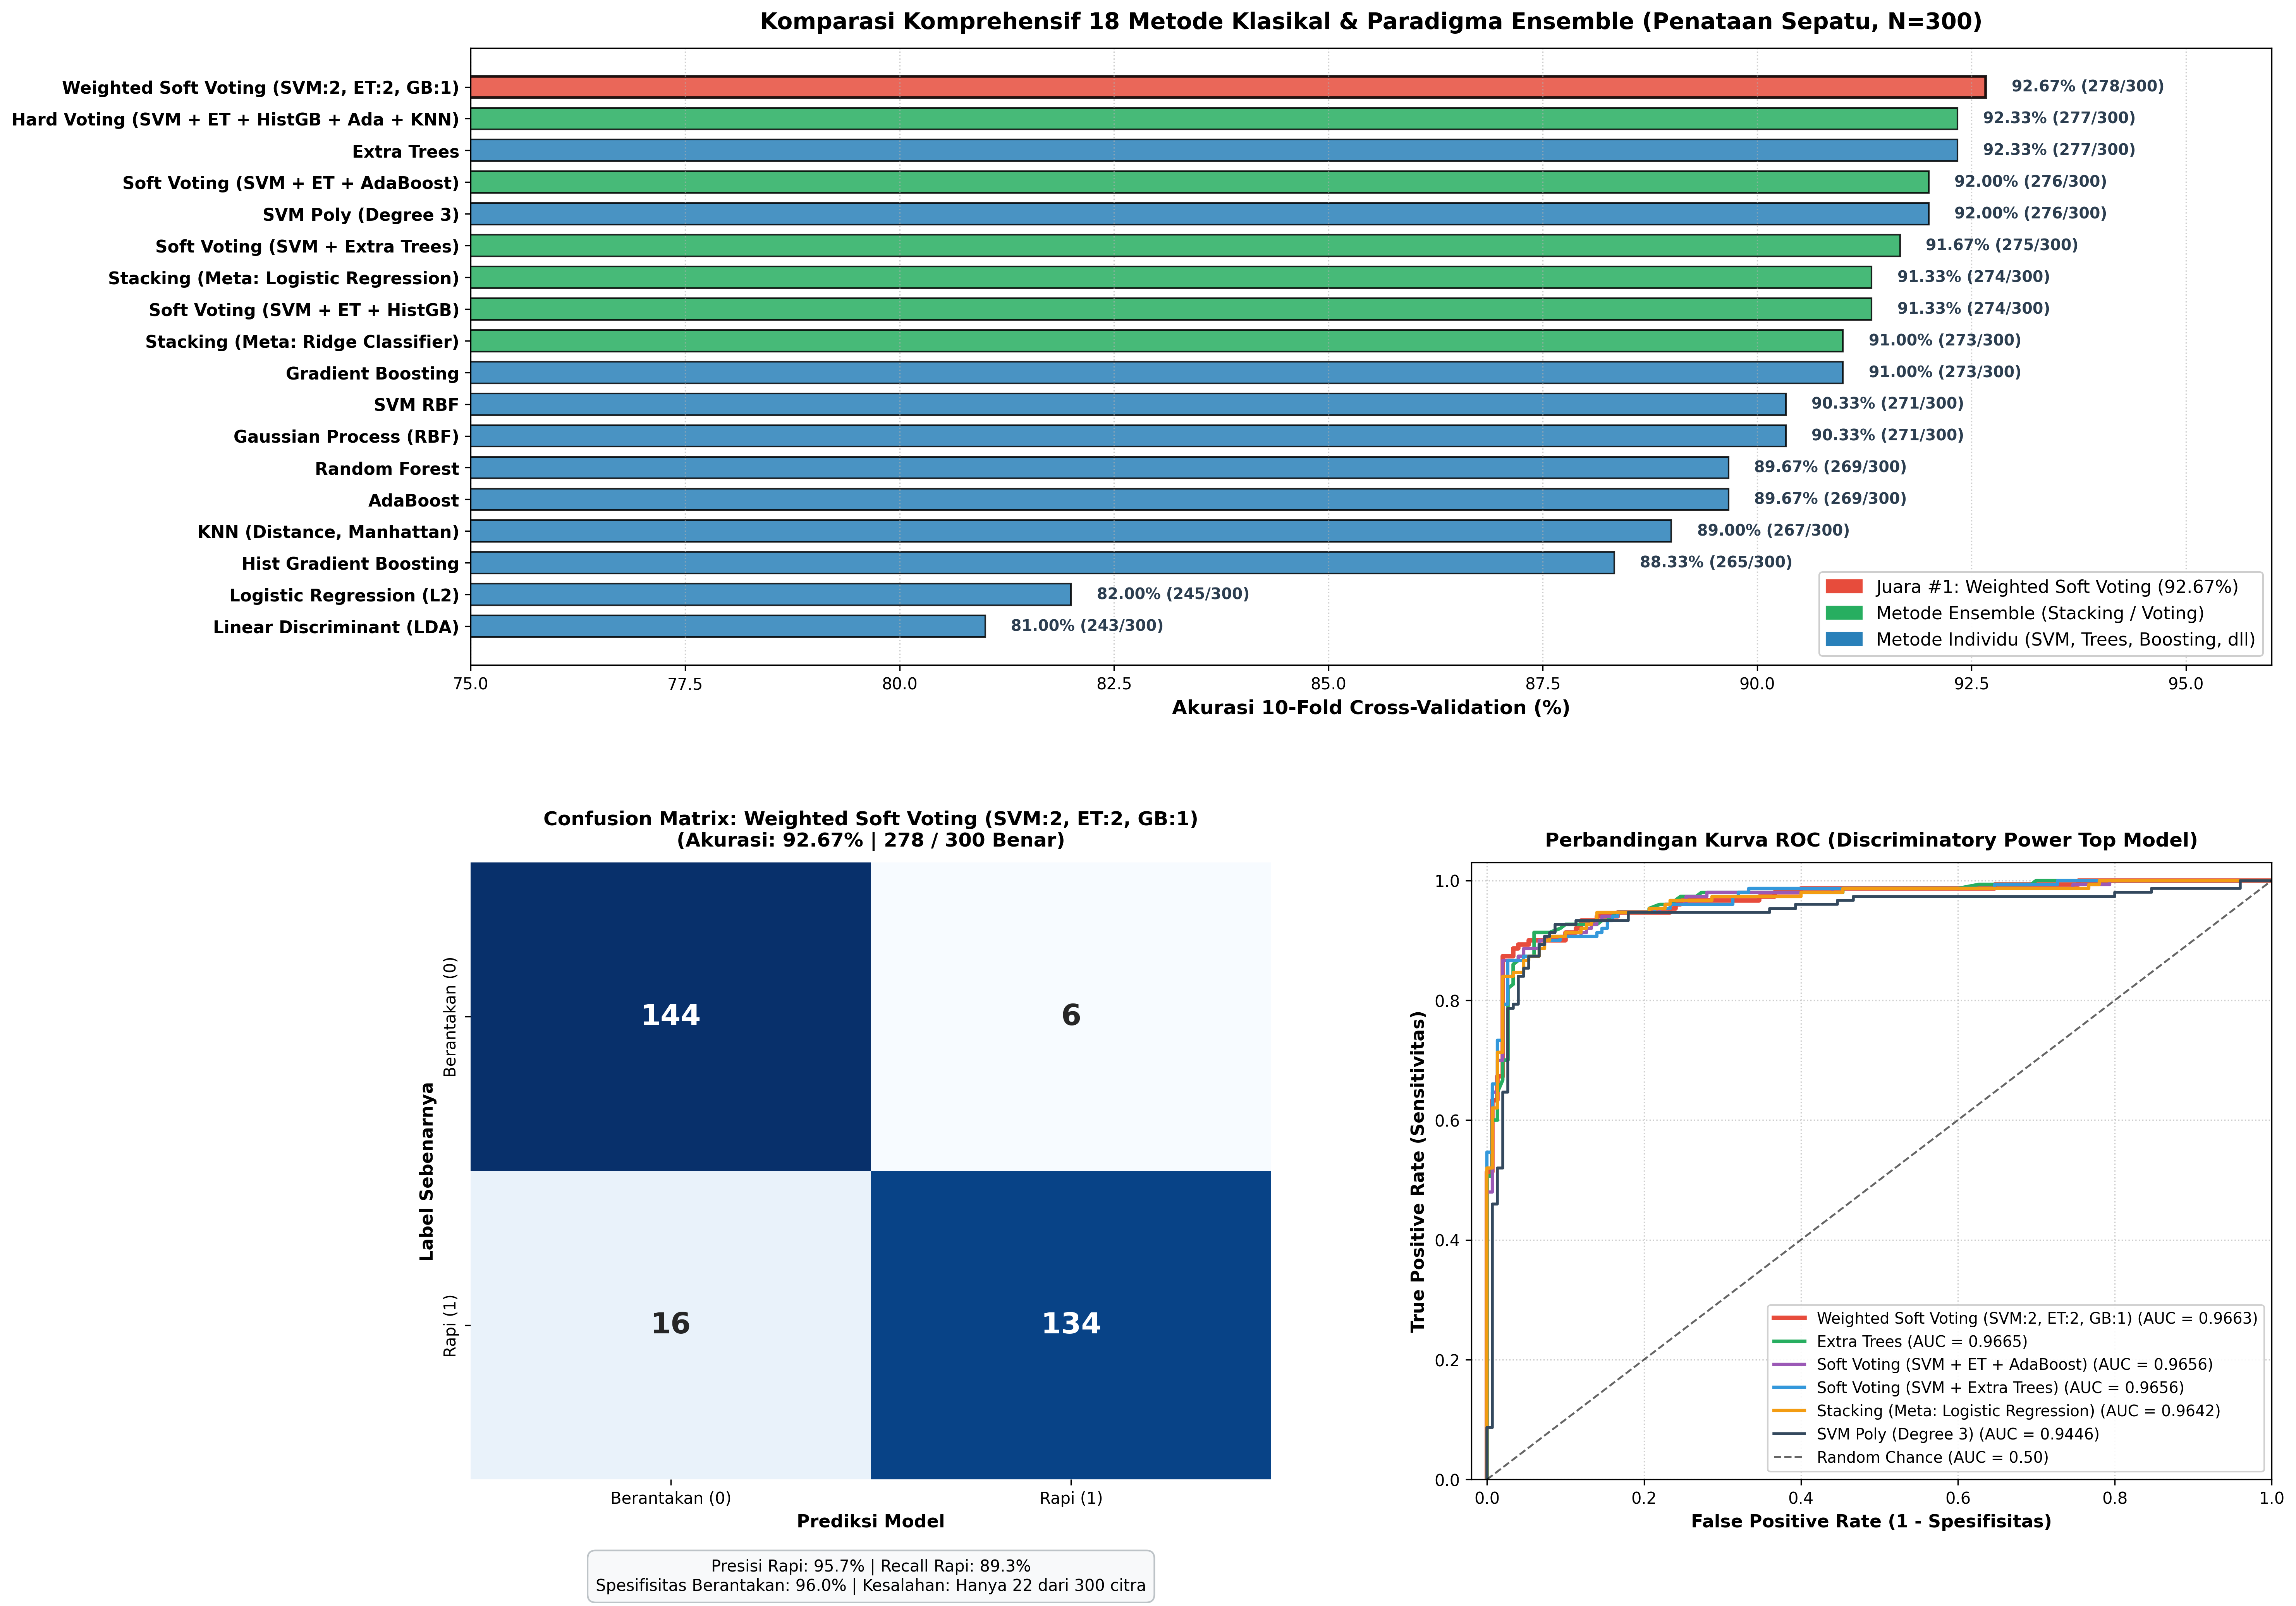 Komparasi Komprehensif 18 Metode Klasikal & Paradigma Ensemble (Penataan Sepatu, N=300)
Weighted Soft Voting (SVM:2, ET:2, GB:1) 92.67% (278/300)
Hard Voting (SVM + ET + HistGB + Ada + KNN) 92.33% (277/300)
Extra Trees 92.33% (277/300)
Soft Voting (SVM + ET + AdaBoost) 92.00% (276/300)
SVM Poly (Degree 3) 92.00% (276/300)
Soft Voting (SVM + Extra Trees) 91.67% (275/300)
Stacking (Meta: Logistic Regression) 91.33% (274/300)
Soft Voting (SVM + ET + HistGB) 91.33% (274/300)
Stacking (Meta: Ridge Classifier) 91.00% (273/300)
Gradient Boosting 91.00% (273/300)
SVM RBF 90.33% (271/300)
Gaussian Process (RBF) 90.33% (271/300)
Random Forest 89.67% (269/300)
AdaBoost 89.67% (269/300)
KNN (Distance, Manhattan) 89.00% (267/300)
Hist Gradient Boosting 88.33% (265/300)
Logistic Regression (L2) 82.00% (245/300)
Linear Discriminant (LDA) 81.00% (243/300)
Juara #1: Weighted Soft Voting (92.67%)
Metode Ensemble (Stacking / Voting)
Metode Individu (SVM, Trees, Boosting, dll)
75.0 77.5 80.0 82.5 85.0 87.5 90.0 92.5 95.0
Akurasi 10-Fold Cross-Validation (%)
Confusion Matrix: Weighted Soft Voting (SVM:2, ET:2, GB:1)
(Akurasi: 92.67% | 278 / 300 Benar)
Label Sebenarnya
Berantakan (0)
144 6
Rapi (1)
16 134
Berantakan (0) Rapi (1)
Prediksi Model
Presisi Rapi: 95.7% | Recall Rapi: 89.3%
Spesifisitas Berantakan: 96.0% | Kesalahan: Hanya 22 dari 300 citra
Perbandingan Kurva ROC (Discriminatory Power Top Model)
True Positive Rate (Sensitivitas)
1.0
0.8
0.6
0.4
0.2
0.0
Weighted Soft Voting (SVM:2, ET:2, GB:1) (AUC = 0.9663)
Extra Trees (AUC = 0.9665)
Soft Voting (SVM + ET + AdaBoost) (AUC = 0.9656)
Soft Voting (SVM + Extra Trees) (AUC = 0.9656)
Stacking (Meta: Logistic Regression) (AUC = 0.9642)
SVM Poly (Degree 3) (AUC = 0.9446)
Random Chance (AUC = 0.50)
0.0 0.2 0.4 0.6 0.8 1.0
False Positive Rate (1 - Spesifisitas)